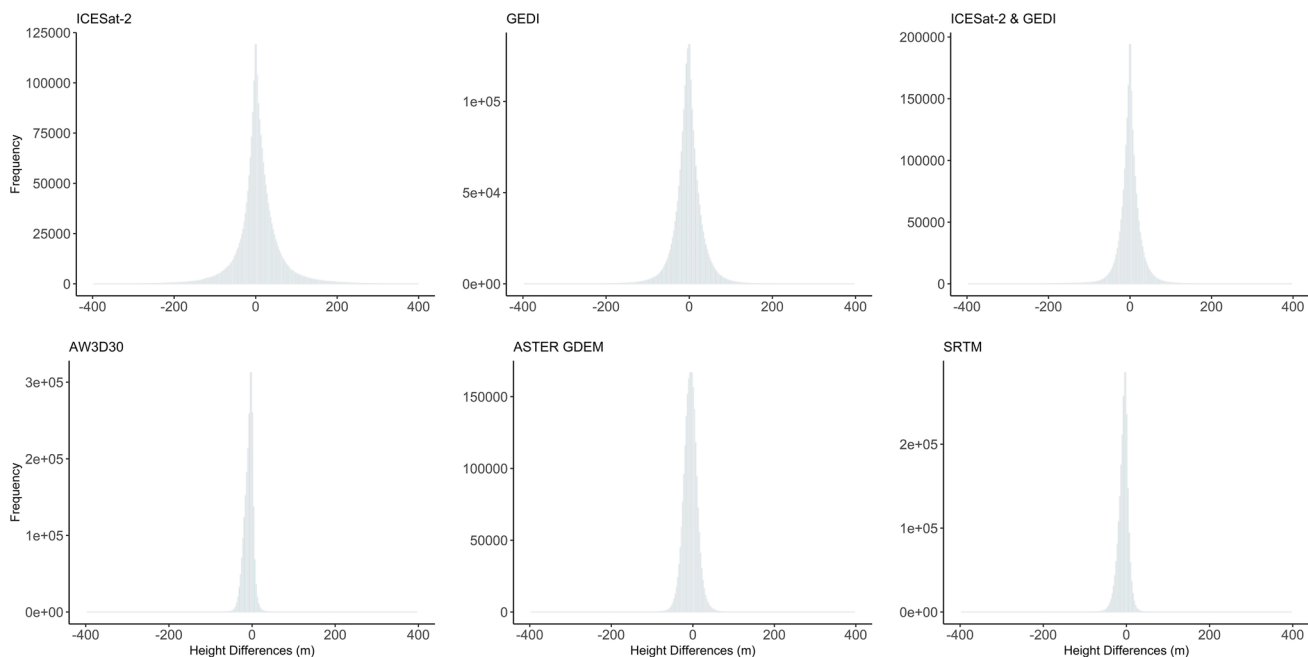 ICESat-2
GEDI
ICESat-2 & GEDI
125000
100000
75000
50000
25000
0
Frequency
-400 -200 0 200 400
1e+05
5e+04
0e+00
-400 -200 0 200 400
200000
150000
100000
50000
0
-400 -200 0 200 400
AW3D30
ASTER GDEM
SRTM
3e+05
2e+05
1e+05
0e+00
Frequency
-400 -200 0 200 400
Height Differences (m)
150000
100000
50000
0
-400 -200 0 200 400
Height Differences (m)
2e+05
1e+05
0e+00
-400 -200 0 200 400
Height Differences (m)